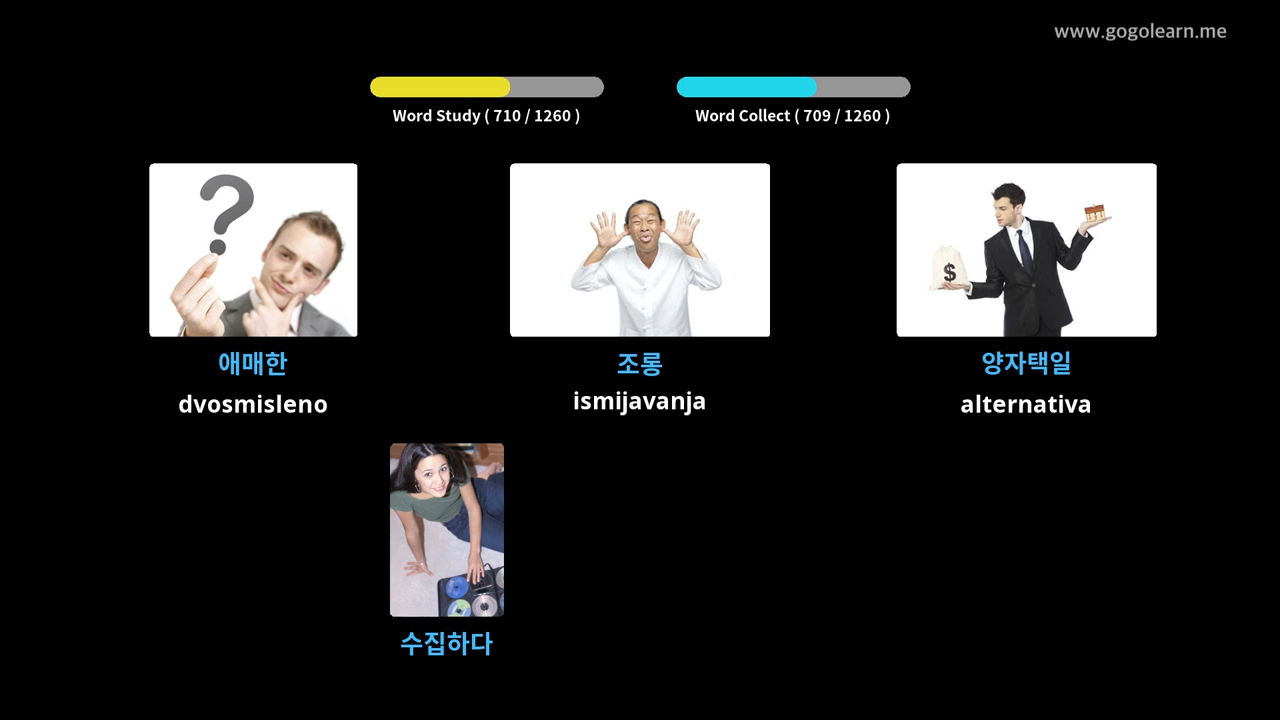 www.gogolearn.me
Word Study ( 710 / 1260 )
Word Collect ( 709 / 1260 )
애매한
dvosmisleno
조롱
ismijavanja
양자택일
alternativa
수집하다